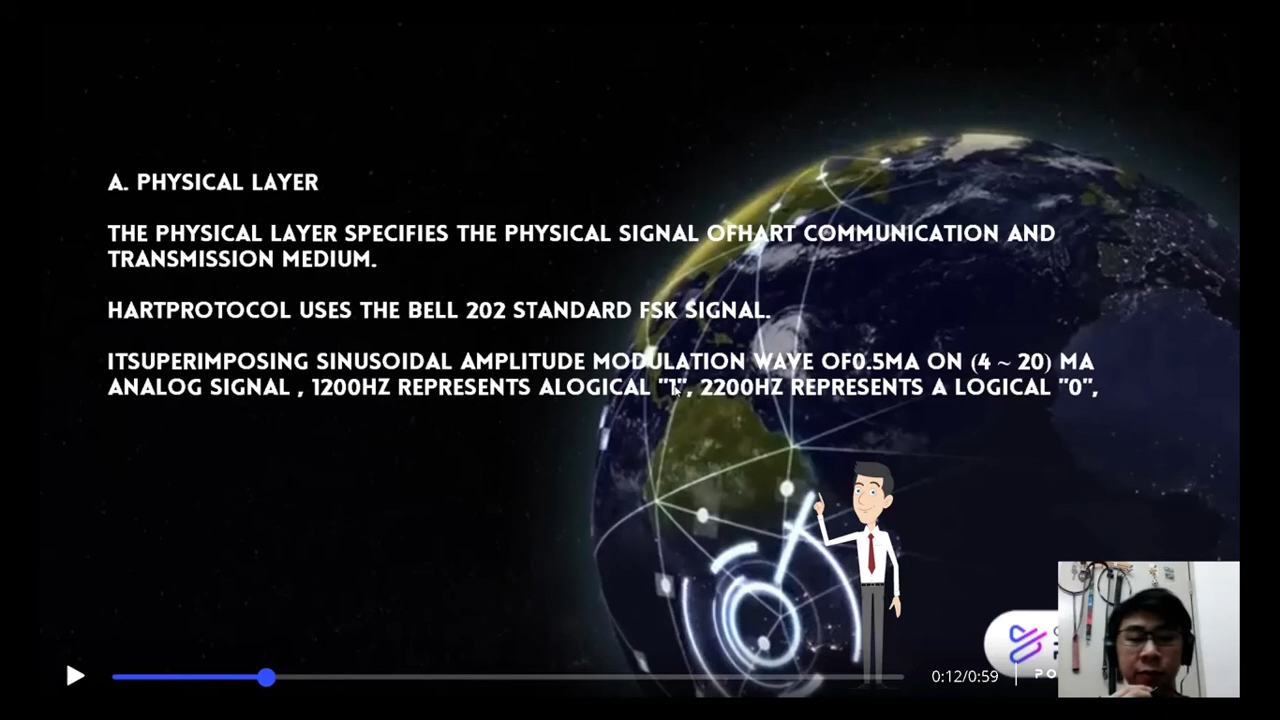 A. PHYSICAL LAYER
THE PHYSICAL LAYER SPECIFIES THE PHYSICAL SIGNAL OFHART COMMUNICATION AND
TRANSMISSION MEDIUM.
HARTPROTOCOL USES THE BELL 202 STANDARD FSK SIGNAL.
ITSUPERIMPOSING SINUSOIDAL AMPLITUDE MODULATION WAVE OF0.5MA ON (4 ~ 20) MA
ANALOG SIGNAL , 1200HZ REPRESENTS ALOGICAL "1", 2200HZ REPRESENTS A LOGICAL "0",
0:12/0:59